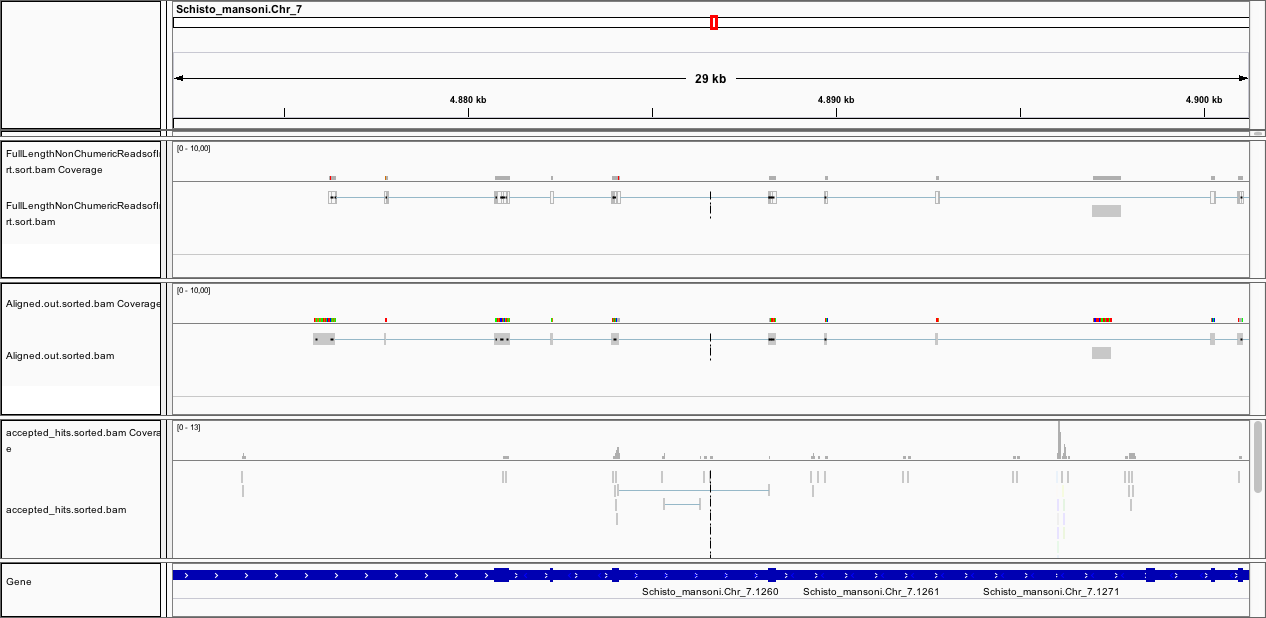 Schisto_mansoni.Chr_7
29 kb
4.880 kb 4.890 kb 4.900 kb
FullLengthNonChumericReadsofI
rt.sort.bam Coverage
[0 - 10,00]
FullLengthNonChumericReadsofI
rt.sort.bam
[0 - 10,00]
Aligned.out.sorted.bam Coverage
Aligned.out.sorted.bam
[0 - 13]
accepted_hits.sorted.bam Covera
e
accepted_hits.sorted.bam
Gene
Schisto_mansoni.Chr_7.1260 Schisto_mansoni.Chr_7.1261 Schisto_mansoni.Chr_7.1271